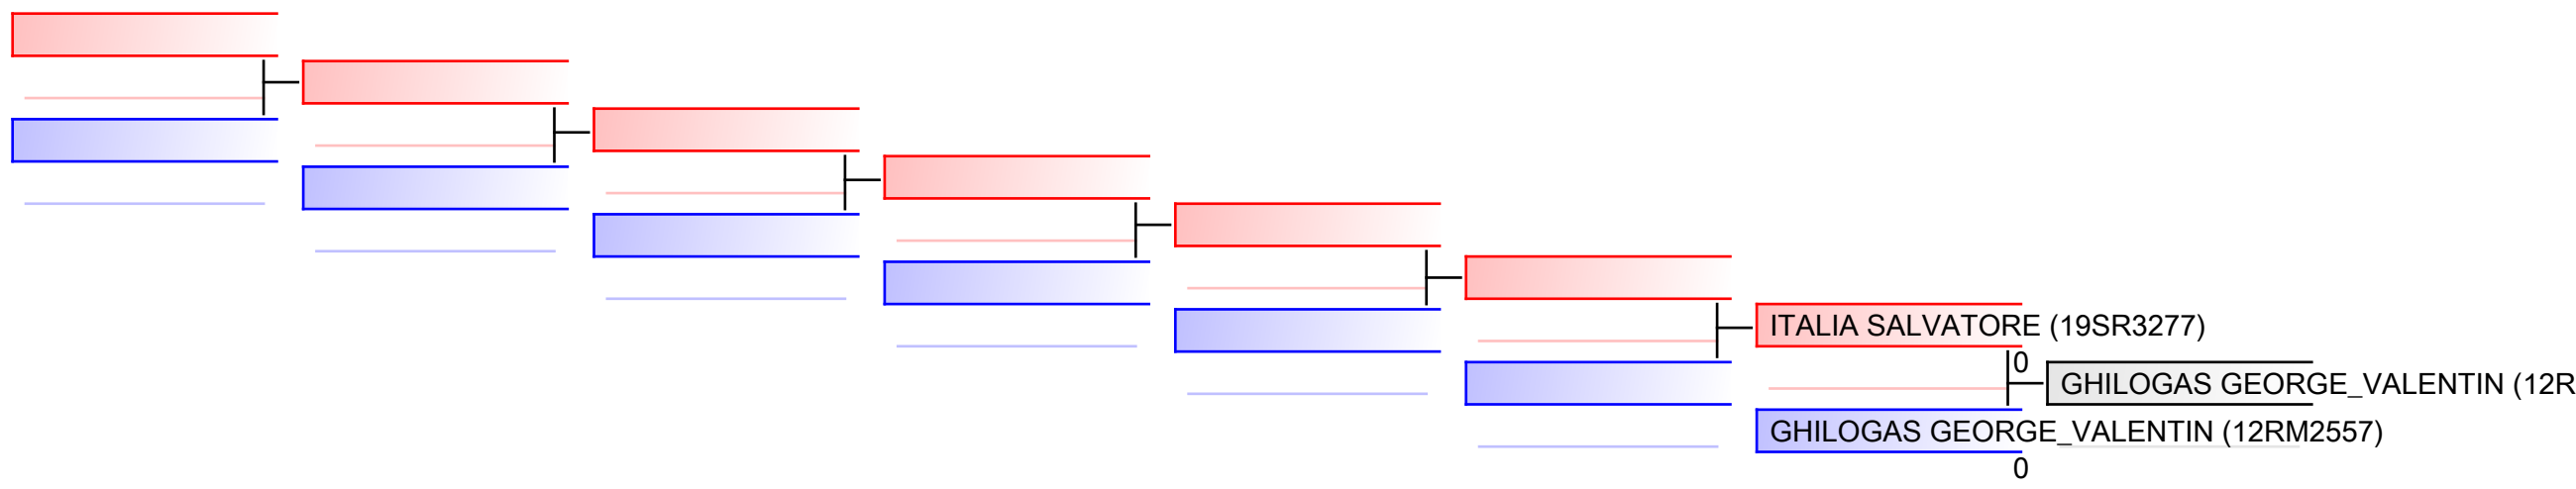 ITALIA SALVATORE (19SR3277)
0
GHILOGAS GEORGE_VALENTIN (12R
GHILOGAS GEORGE_VALENTIN (12RM2557)
0